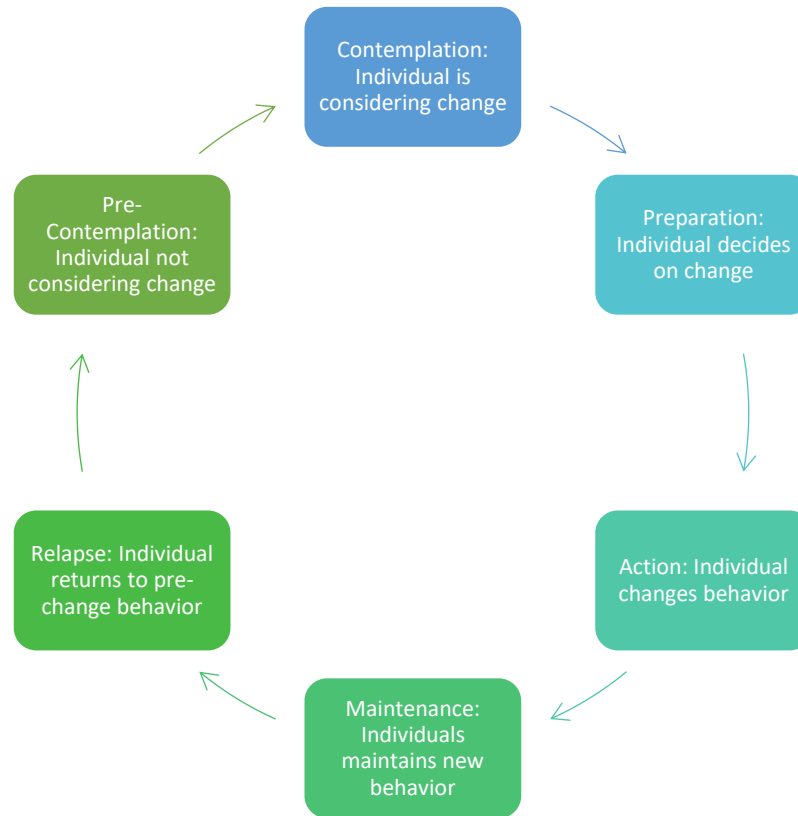 Contemplation:
Individual is
considering change
Preparation:
Individual decides
on change
Action: Individual
changes behavior
Maintenance:
Individuals
maintains new
behavior
Relapse: Individual
returns to pre-
change behavior
Pre-
Contemplation:
Individual not
considering change